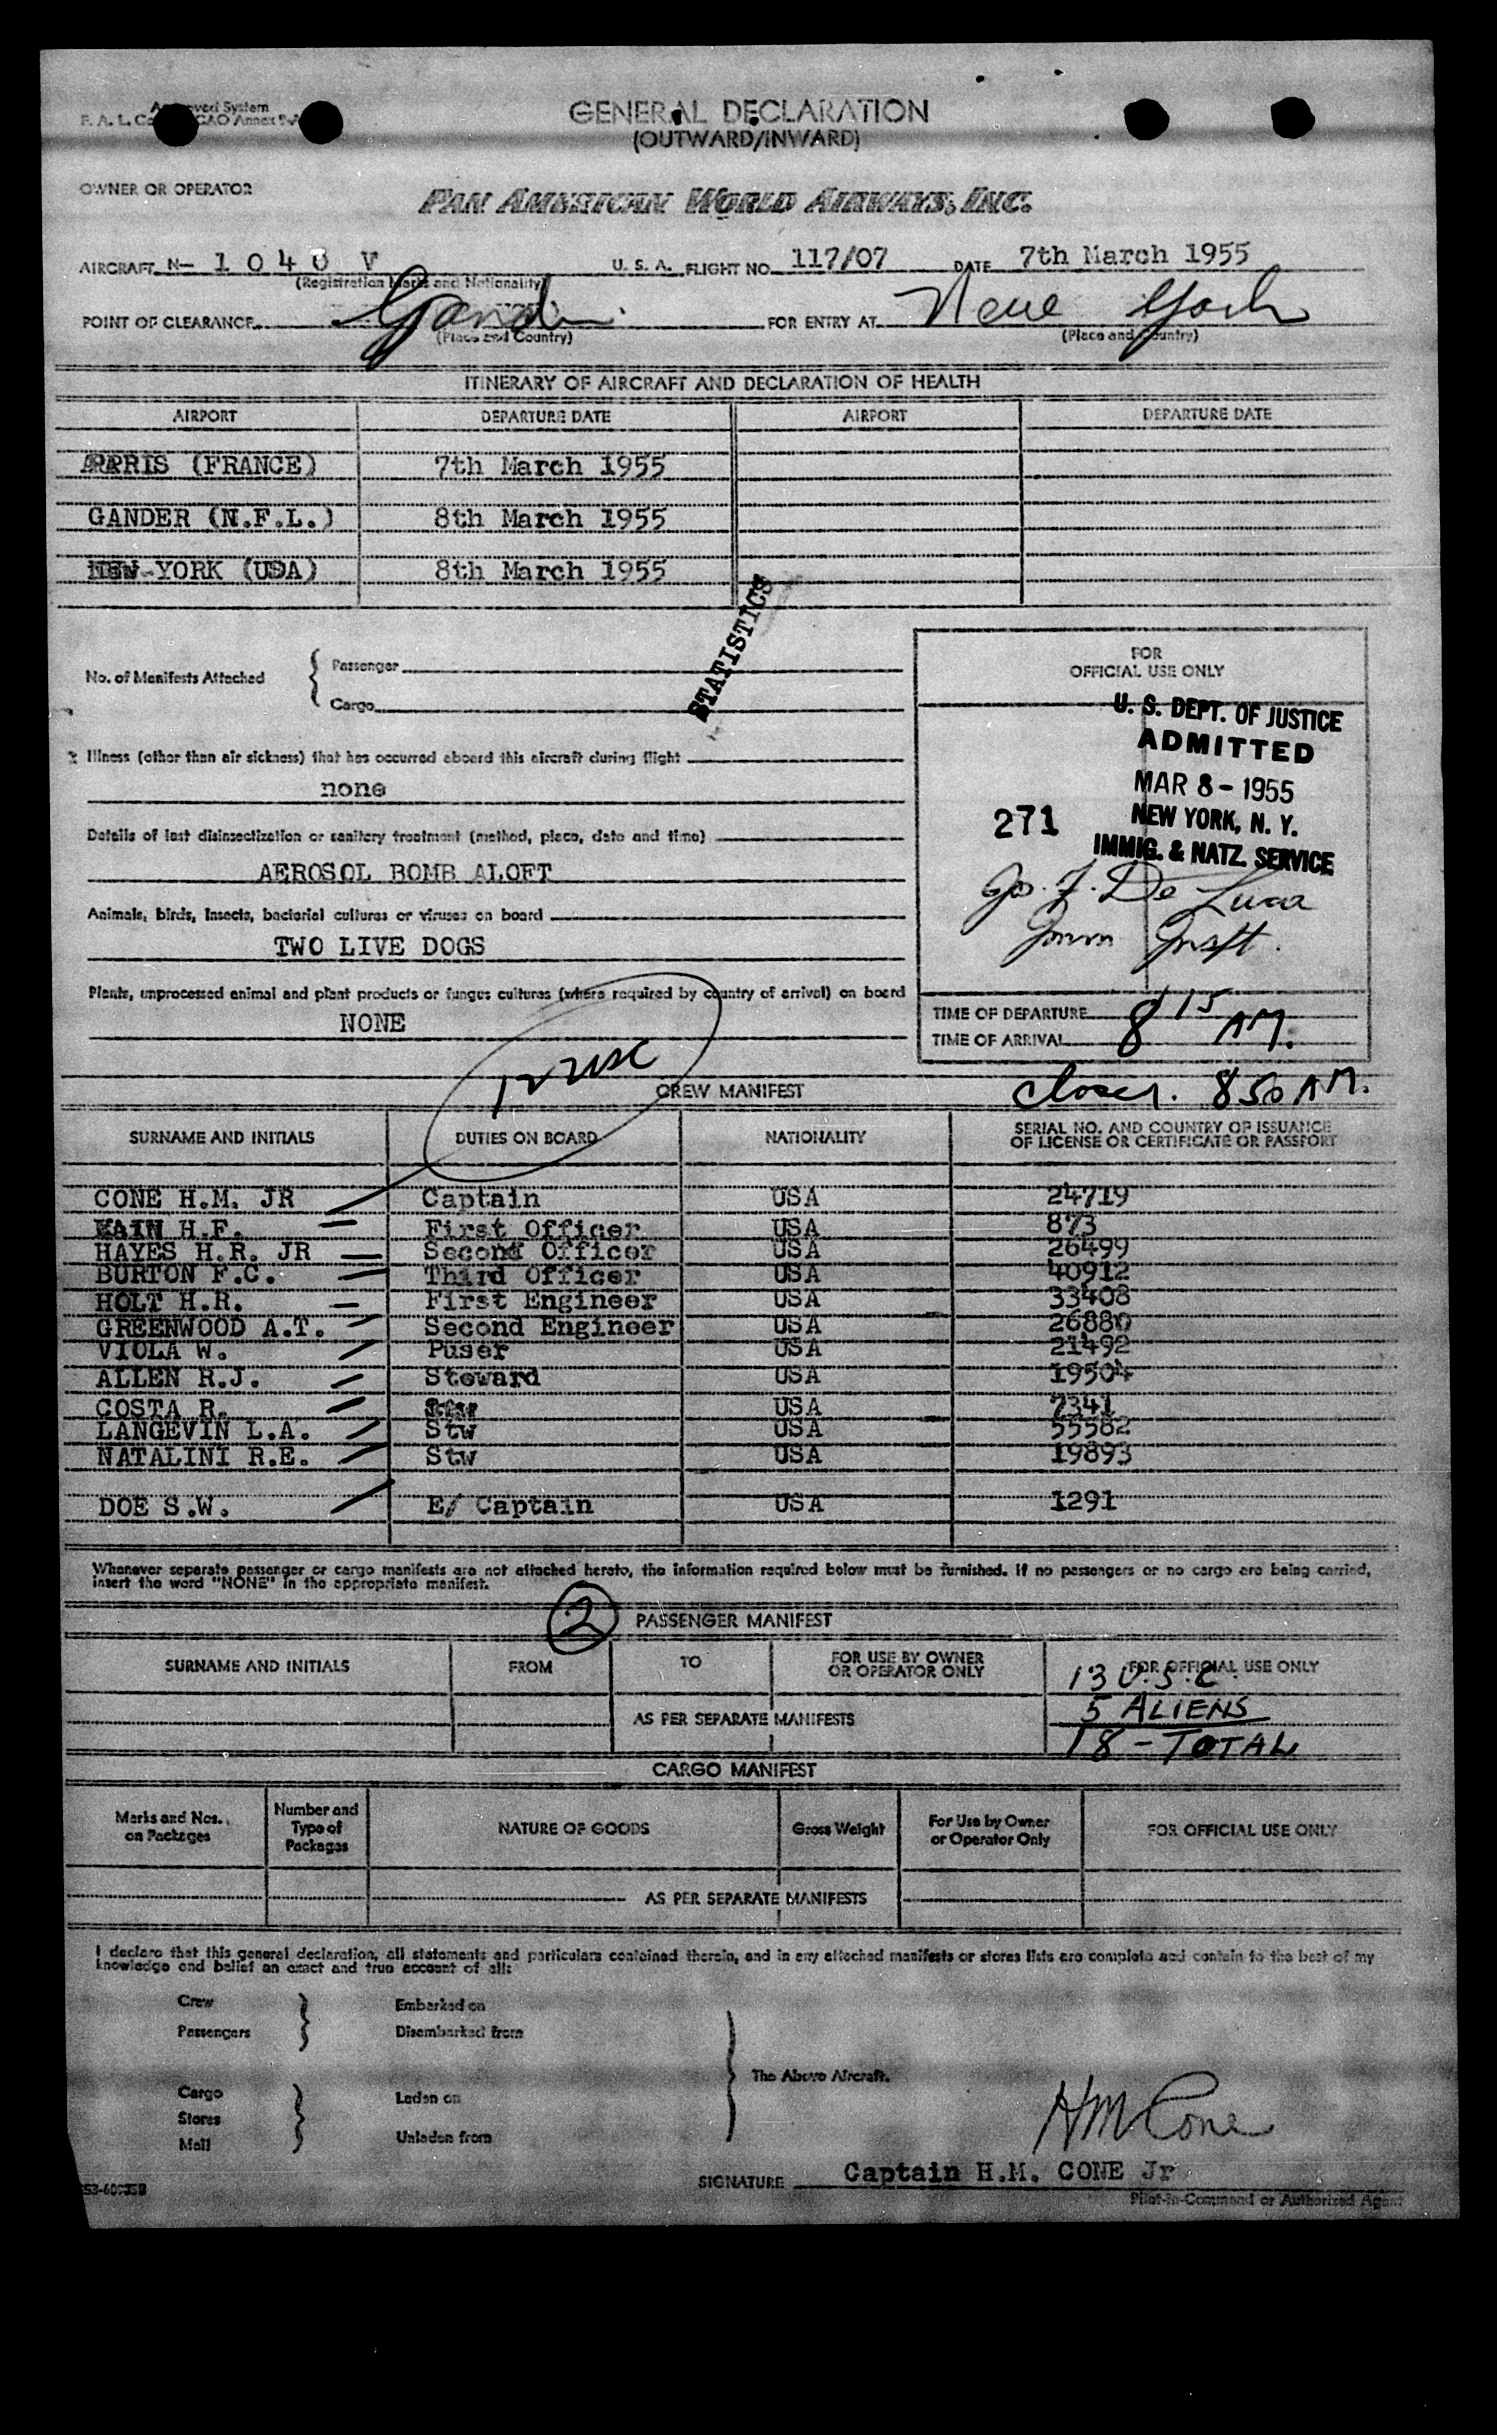 GENERAL DECLARATION
(OUTWARD/INWARD)
OWNER OR OPERATOR
PAN AMERICAN WORLD AIRWAYS, INC.
AIRCRAFT N- 1 0 4 0 V U. S. A. FLIGHT NO. 117/07 DATE 7th March 1955
(Registration Marks and Nationality)
POINT OF CLEARANCE Gander FOR ENTRY AT New York
(Place and Country) (Place and Country)
ITINERARY OF AIRCRAFT AND DECLARATION OF HEALTH
AIRPORT DEPARTURE DATE AIRPORT DEPARTURE DATE
PARIS (FRANCE) 7th March 1955
GANDER (N.F.L.) 8th March 1955
NEW-YORK (USA) 8th March 1955
STATISTICS
No. of Manifests Attached { Passenger
Cargo
FOR
OFFICIAL USE ONLY
U. S. DEPT. OF JUSTICE
ADMITTED
MAR 8 - 1955
271 NEW YORK, N. Y.
IMMIG. & NATZ. SERVICE
Jos. F. De Luca
Imm Inspt.
Illness (other than air sickness) that has occurred aboard this aircraft during flight
none
Details of last disinsectization or sanitary treatment (method, place, date and time)
AEROSOL BOMB ALOFT
Animals, birds, insects, bacterial cultures or viruses on board
TWO LIVE DOGS
Plants, unprocessed animal and plant products or fungus cultures (where required by country of arrival) on board
NONE
TIME OF DEPARTURE
TIME OF ARRIVAL 8 15 AM.
12 USC
CREW MANIFEST
8 50 AM.
SURNAME AND INITIALS DUTIES ON BOARD NATIONALITY SERIAL NO. AND COUNTRY OF ISSUANCE
OF LICENSE OR CERTIFICATE OR PASSPORT
CONE H.M. JR Captain USA 24719
KAIN H.F. First Officer USA 873
HAYES H.R. JR Second Officer USA 26499
BURTON F.C. Third Officer USA 40912
HOLT H.R. First Engineer USA 33408
GREENWOOD A.T. Second Engineer USA 26880
VIOLA W. Puser USA 21492
ALLEN R.J. Steward USA 19504
COSTA R. USA 7341
LANGEVIN L.A. Stw USA 55582
NATALINI R.E. Stw USA 19893
DOE S.W. E/ Captain USA 1291
Whenever separate passenger or cargo manifests are not attached hereto, the information required below must be furnished. If no passengers or no cargo are being carried,
insert the word "NONE" in the appropriate manifest.
2 PASSENGER MANIFEST
SURNAME AND INITIALS FROM TO FOR USE BY OWNER
OR OPERATOR ONLY FOR OFFICIAL USE ONLY
13 U.S.C.
AS PER SEPARATE MANIFESTS 5 ALIENS
18 - TOTAL
CARGO MANIFEST
Marks and Nos.
on Packages Number and
Type of
Packages NATURE OF GOODS Gross Weight For Use by Owner
or Operator Only FOR OFFICIAL USE ONLY
AS PER SEPARATE MANIFESTS
I declare that this general declaration, all statements and particulars contained therein, and in any attached manifests or stores lists are complete and contain to the best of my
knowledge and belief an exact and true account of all:
Crew Embarked on
Passengers Disembarked from
The Above Aircraft.
Cargo Laden on
Stores
Mail Unladen from
HM Cone
SIGNATURE Captain H.M. CONE Jr
Pilot-in-Command or Authorized Agent